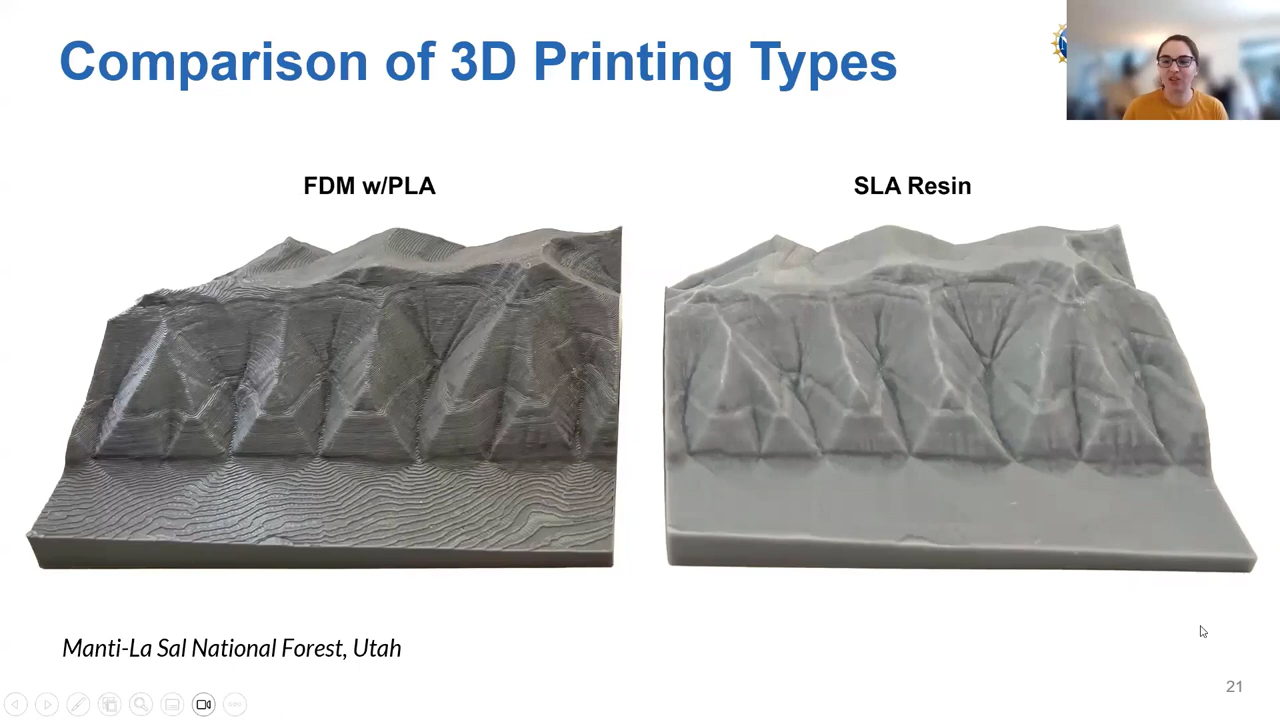 Comparison of 3D Printing Types
FDM w/PLA
SLA Resin
Manti-La Sal National Forest, Utah
21